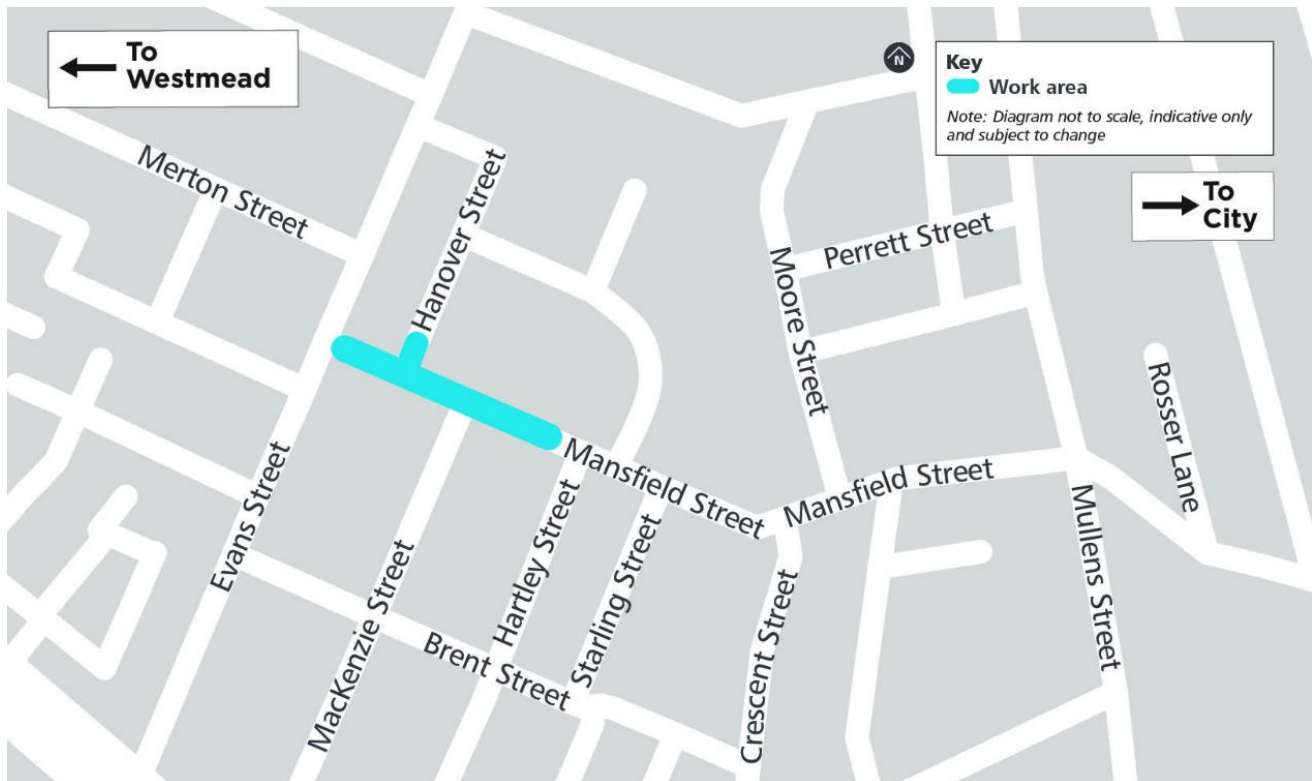 To
Westmead
N
Key
Work area
Note: Diagram not to scale, indicative only
and subject to change
To
City
Merton Street
Hanover Street
Perrett Street
Moore Street
Rosser Lane
Mansfield Street
Mansfield Street
Evans Street
MacKenzie Street
Hartley Street
Starling Street
Brent Street
Crescent Street
Mullens Street